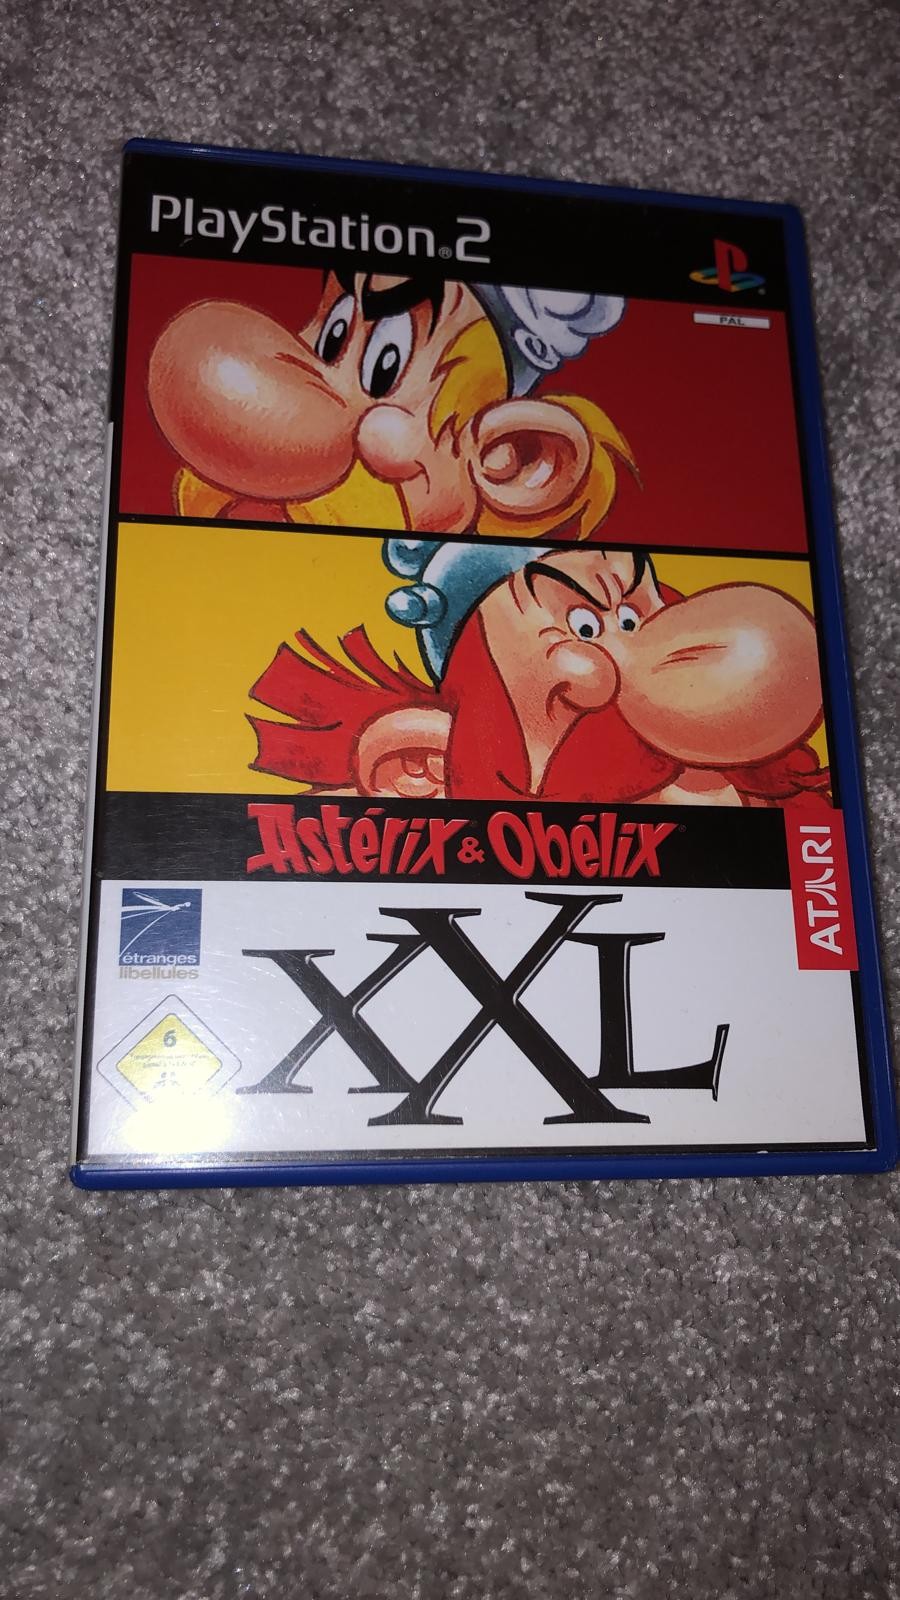 PlayStation®2
PAL
Astérix & Obélix
ATARI
étranges
libellules
XXL
6